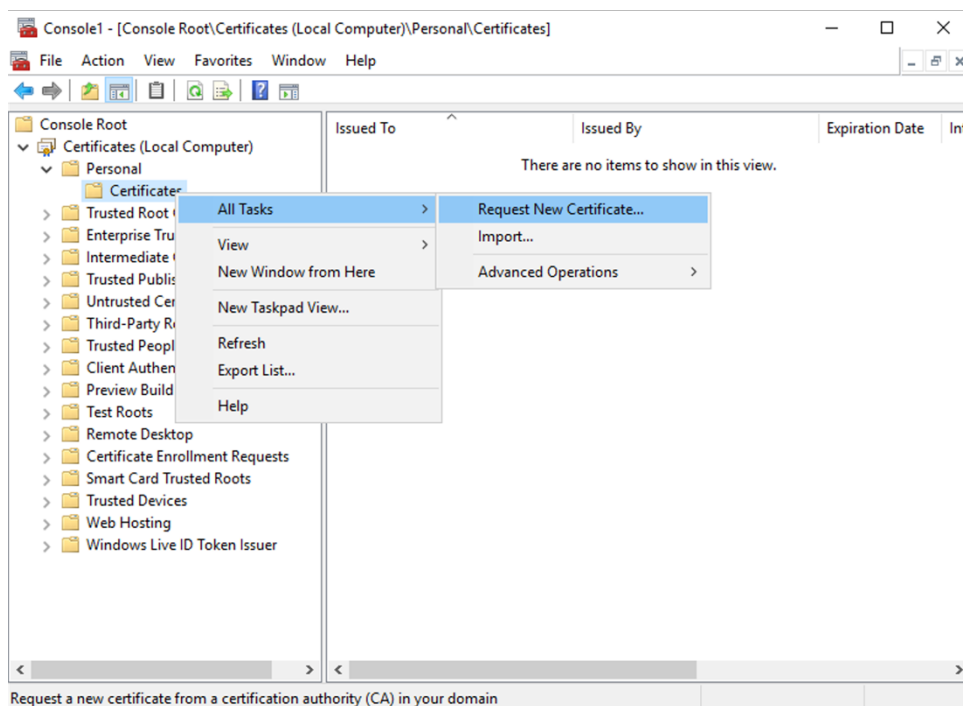 Console1 - [Console Root\Certificates (Local Computer)\Personal\Certificates]
File Action View Favorites Window Help
Console Root
Certificates (Local Computer)
Personal
Certificates
Trusted Root
Enterprise Tru
Intermediate
Trusted Publis
Untrusted Cer
Third-Party R
Trusted Peopl
Client Authen
Preview Build
Test Roots
Remote Desktop
Certificate Enrollment Requests
Smart Card Trusted Roots
Trusted Devices
Web Hosting
Windows Live ID Token Issuer
All Tasks
View
New Window from Here
New Taskpad View...
Refresh
Export List...
Help
Request New Certificate...
Import...
Advanced Operations
Issued To Issued By Expiration Date In
There are no items to show in this view.
Request a new certificate from a certification authority (CA) in your domain